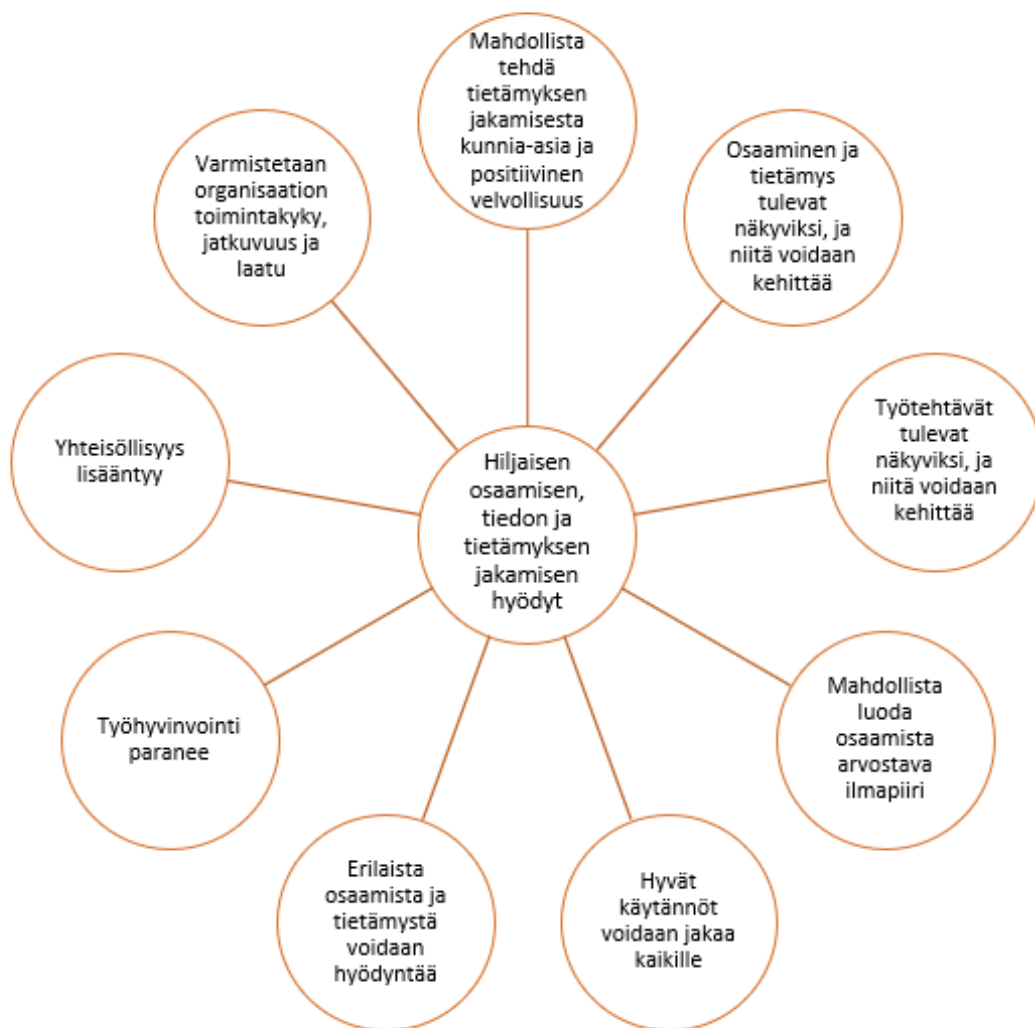 Mahdollista
tehdä
tietämyksen
jakamisesta
kunnia-asia ja
positiivinen
velvollisuus
Osaaminen ja
tietämys
tulevat
näkyviksi, ja
niitä voidaan
kehittää
Työtehtävät
tulevat
näkyviksi, ja
niitä voidaan
kehittää
Mahdollista
luoda
osaamista
arvostava
ilmapiiri
Hyvät
käytännöt
voidaan jakaa
kaikille
Erilaista
osaamista ja
tietämystä
voidaan
hyödyntää
Työhyvinvointi
paranee
Yhteisöllisyys
lisääntyy
Varmistetaan
organisaation
toimintakyky,
jatkuvuus ja
laatu
Hiljaisen
osaamisen,
tiedon ja
tietämyksen
jakamisen
hyödyt